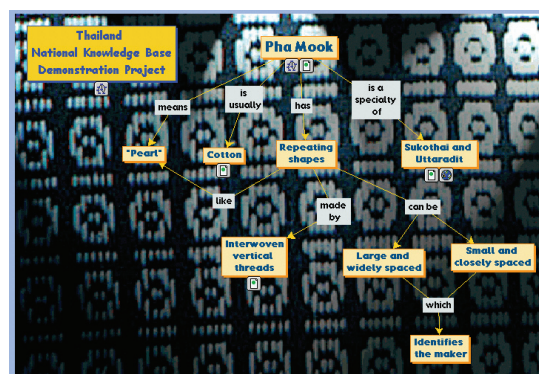 Thailand
National Knowledge Base
Demonstration Project
Pha Mook
means
is
usually
has
is a
specialty
of
"Pearl"
Cotton
Repeating
shapes
Sukothai and
Uttaradit
like
made
by
can be
Interwoven
vertical
threads
Large and
widely spaced
Small and
closely spaced
which
Identifies
the maker